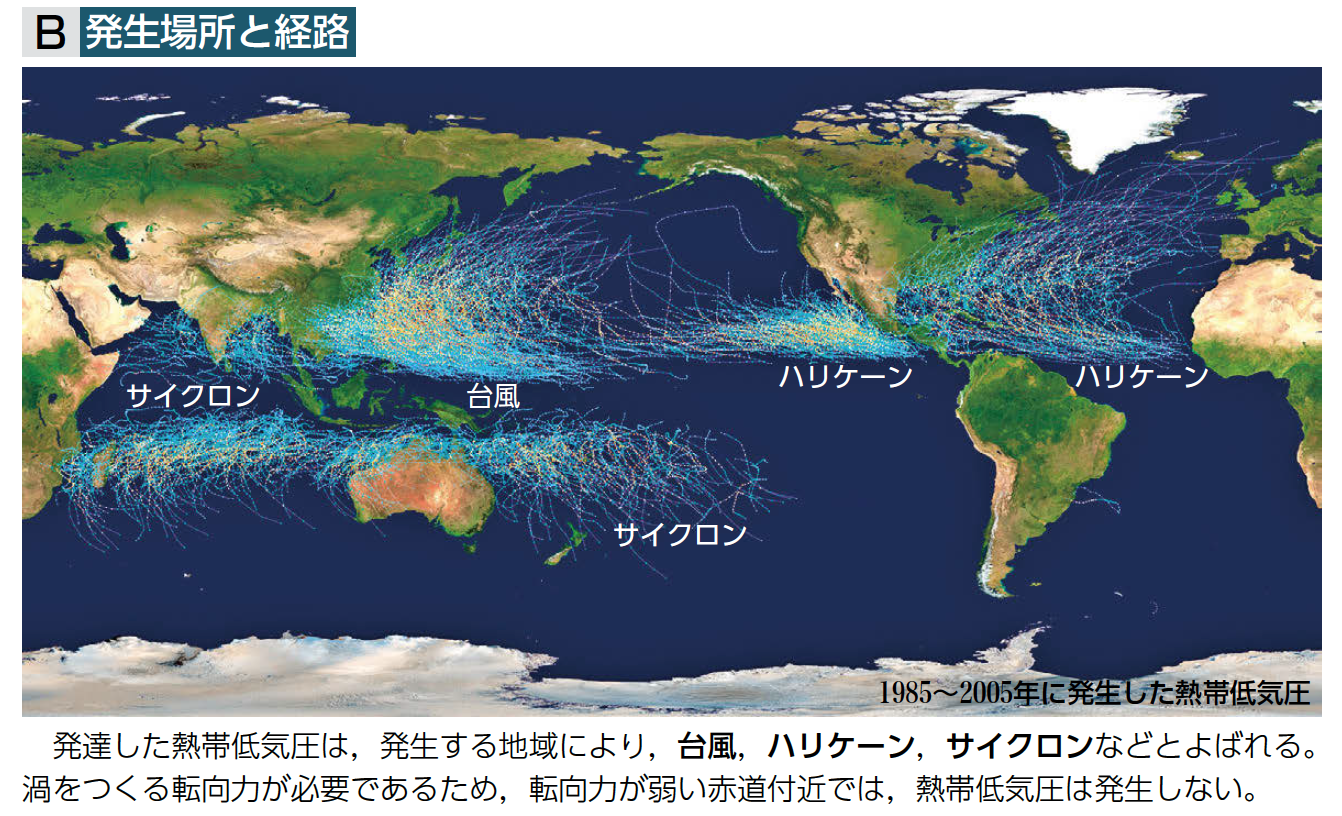 B 発生場所と経路
サイクロン
台風
ハリケーン
ハリケーン
サイクロン
1985〜2005年に発生した熱帯低気圧
発達した熱帯低気圧は，発生する地域により，台風，ハリケーン，サイクロンなどとよばれる。
渦をつくる転向力が必要であるため，転向力が弱い赤道付近では，熱帯低気圧は発生しない。